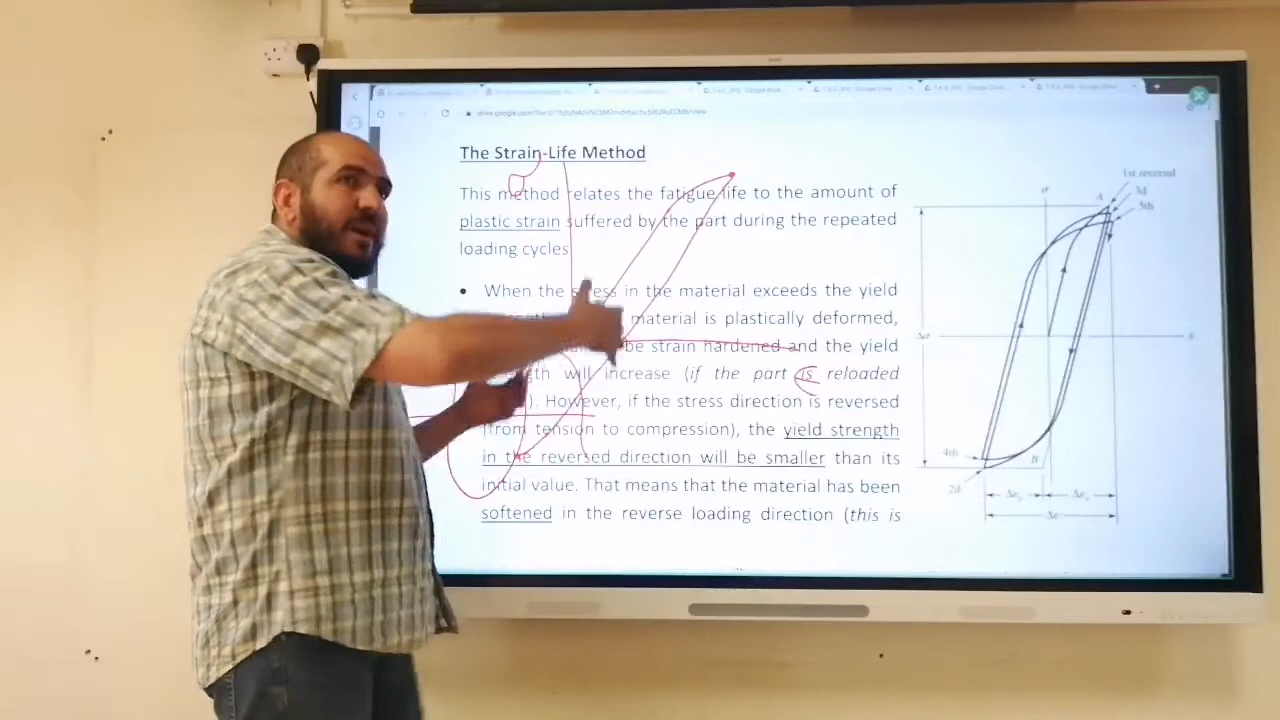 The Strain-Life Method
This method relates the fatigue life to the amount of
plastic strain suffered by the part during the repeated
loading cycles
• When the stress in the material exceeds the yield
material is plastically deformed,
be strain hardened and the yield
will increase (if the part is reloaded
However, if the stress direction is reversed
(from tension to compression), the yield strength
in the reversed direction will be smaller than its
initial value. That means that the material has been
softened in the reverse loading direction (this is
σ
A
1st reversal
3d
5th
Δσ
ε
4th
B
2d
Δεₚ
Δεₑ
Δε
σ
ε